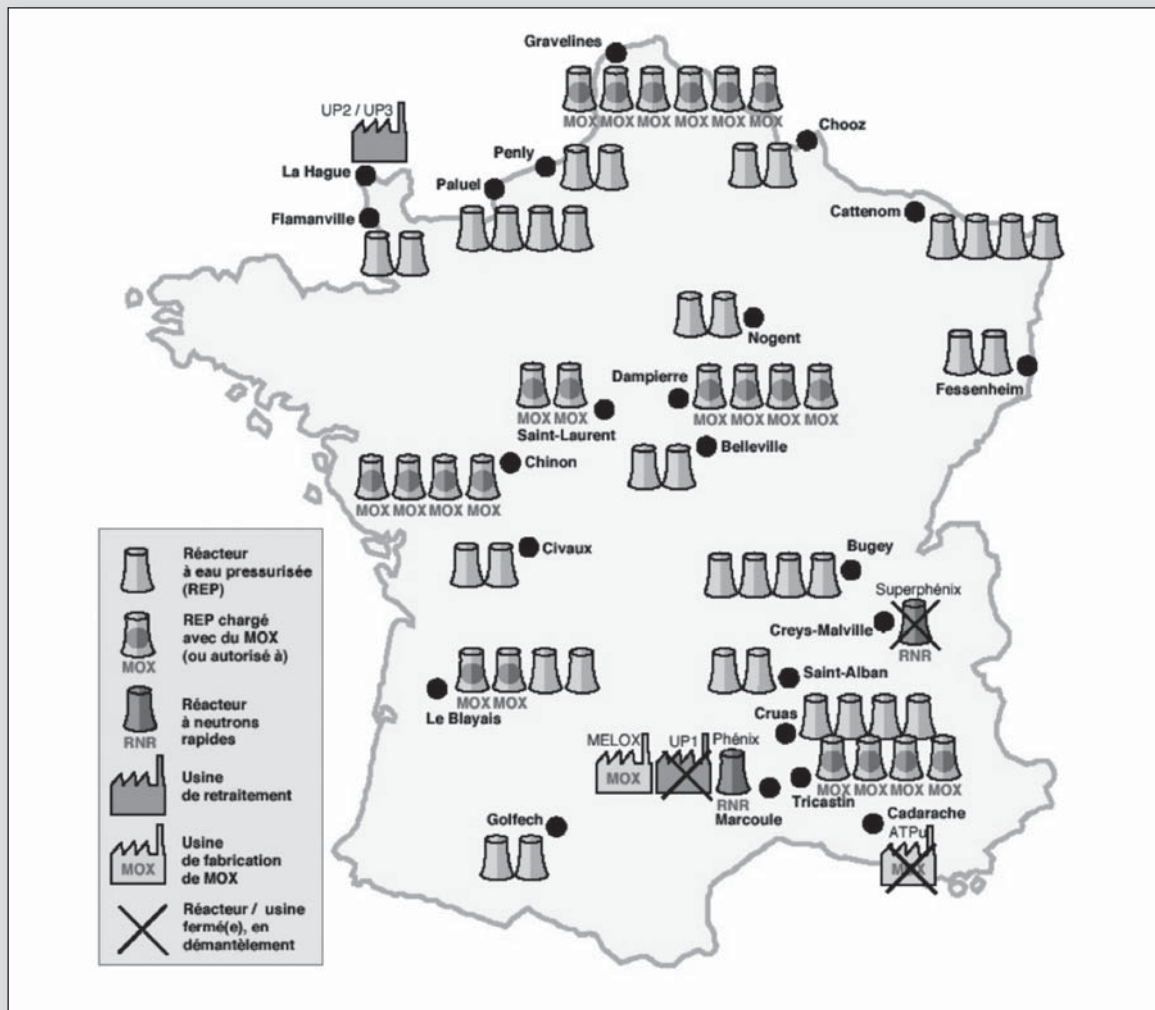 Gravelines
MOX MOX MOX MOX MOX MOX
UP2 / UP3
Chooz
Penly
La Hague
Paluel
Flamanville
Cattenom
Nogent
Fessenheim
Dampierre
MOX MOX
MOX MOX MOX MOX
Saint-Laurent
Belleville
Chinon
MOX MOX MOX MOX
Civaux
Bugey
Superphénix
Creys-Malville
RNR
Saint-Alban
MOX MOX
Le Blayais
Cruas
MELOX
UP1
Phénix
MOX
RNR
Marcoule
MOX MOX MOX MOX
Tricastin
Cadarache
ATPu
MOX
Golfech
Réacteur
à eau pressurisée
(REP)
REP chargé
avec du MOX
(ou autorisé à)
MOX
Réacteur
à neutrons
rapides
RNR
Usine
de retraitement
Usine
de fabrication
de MOX
MOX
Réacteur / usine
fermé(e), en
démantèlement